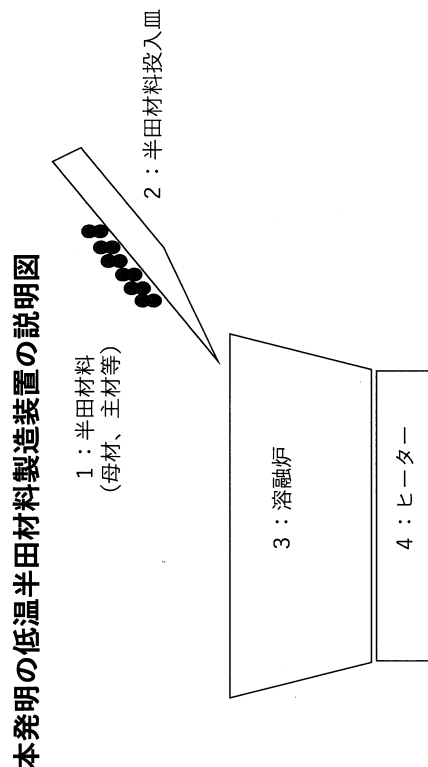 本発明の低温半田材料製造装置の説明図
1：半田材料
（母材、主材等）
2：半田材料投入皿
3：溶融炉
4：ヒーター